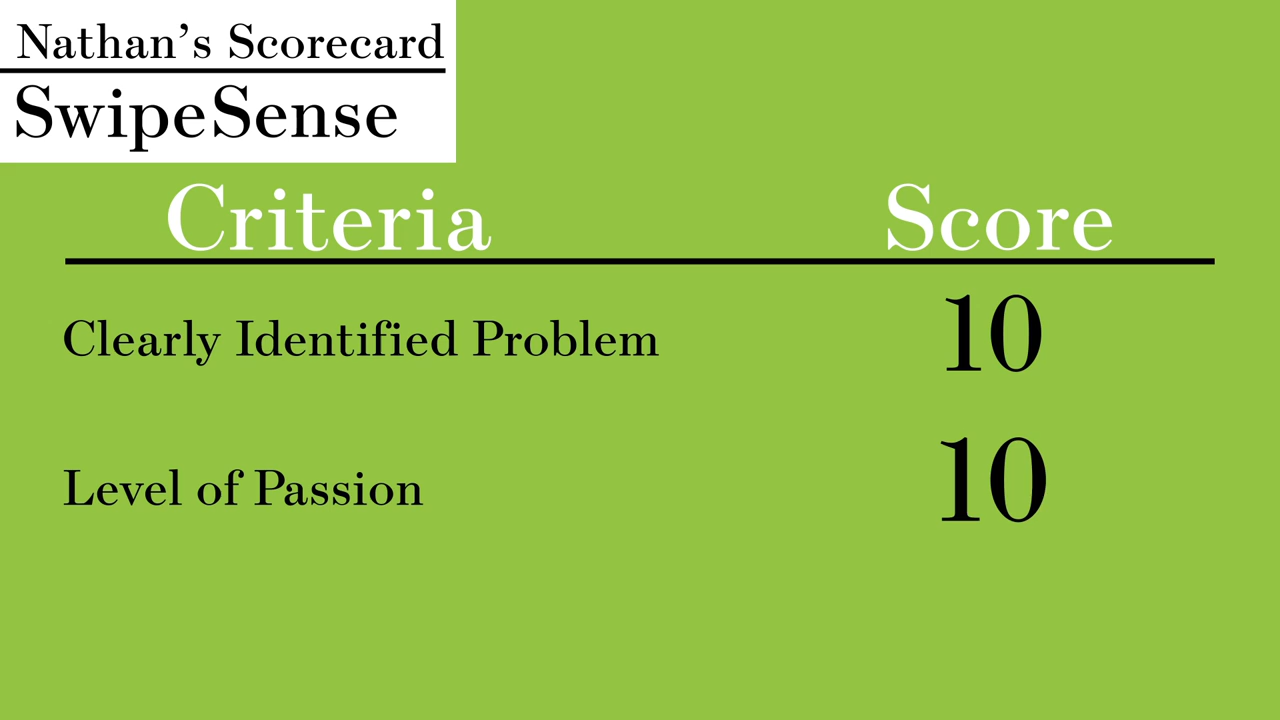 Nathan’s Scorecard
SwipeSense
Criteria Score
Clearly Identified Problem 10
Level of Passion 10